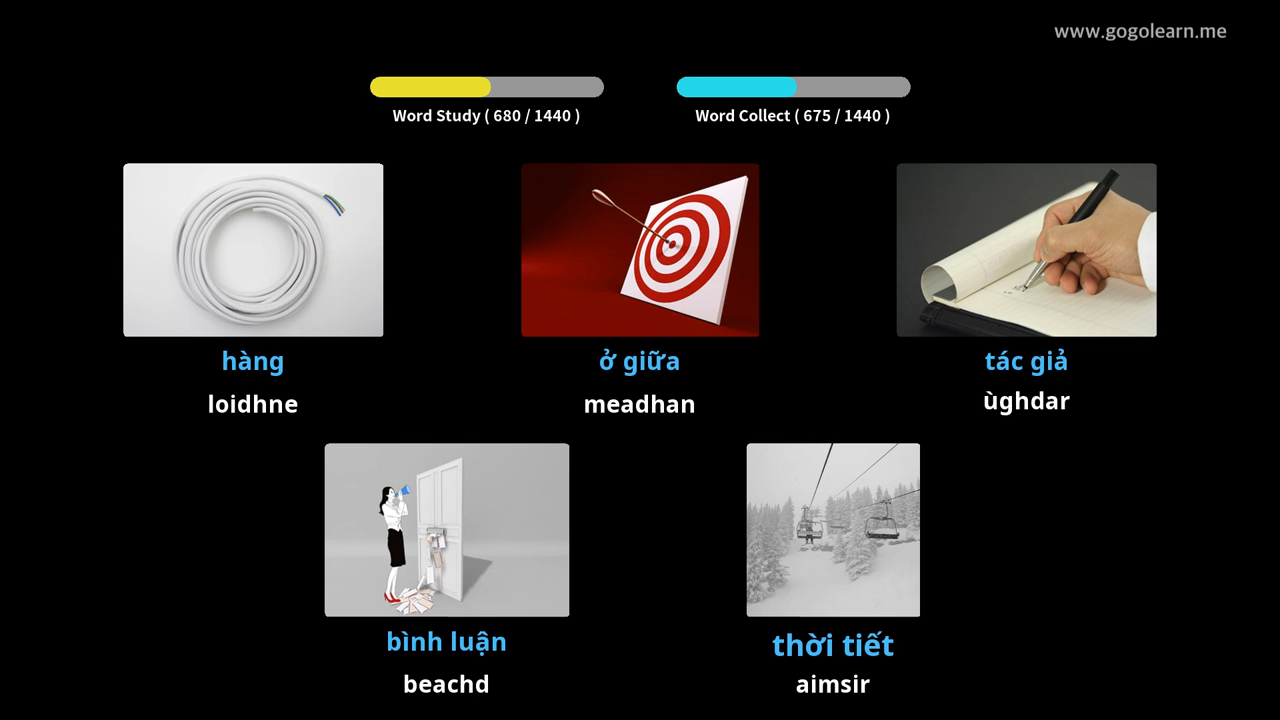 www.gogolearn.me
Word Study ( 680 / 1440 )
Word Collect ( 675 / 1440 )
hàng
loidhne
ở giữa
meadhan
tác giả
ùghdar
bình luận
beachd
thời tiết
aimsir